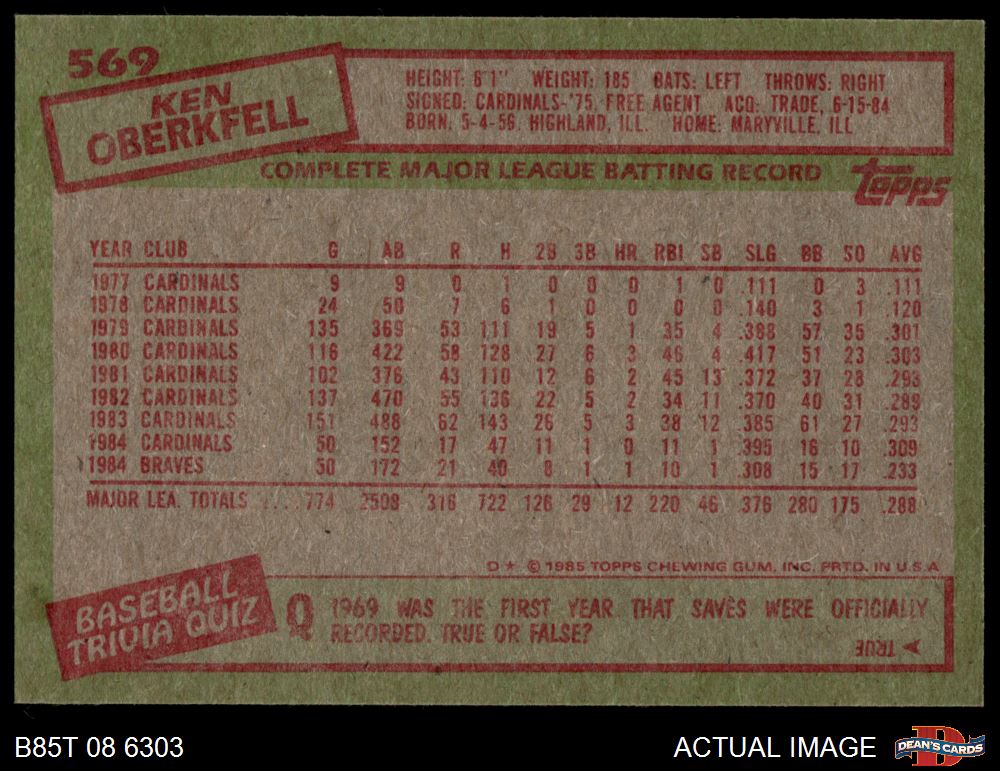 569
KEN
OBERKFELL
HEIGHT: 6'1" WEIGHT: 185 BATS: LEFT THROWS: RIGHT
SIGNED: CARDINALS-'75, FREE AGENT ACQ: TRADE, 6-15-84
BORN: 5-4-56, HIGHLAND, ILL. HOME: MARYVILLE, ILL
COMPLETE MAJOR LEAGUE BATTING RECORD
topps
YEAR CLUB G AB R H 2B 3B HR RBI SB SLG BB SO AVG
1977 CARDINALS 9 9 0 1 0 0 0 1 0 .111 0 3 .111
1978 CARDINALS 24 50 7 6 1 0 0 0 0 .140 3 1 .120
1979 CARDINALS 135 369 53 111 19 5 1 35 4 .388 57 35 .301
1980 CARDINALS 116 422 58 128 27 6 3 46 4 .417 51 23 .303
1981 CARDINALS 102 376 43 110 12 6 2 45 13 .372 37 28 .293
1982 CARDINALS 137 470 55 136 22 5 2 34 11 .370 40 31 .289
1983 CARDINALS 151 488 62 143 26 5 3 38 12 .385 61 27 .293
1984 CARDINALS 50 152 17 47 11 1 0 11 1 .395 16 10 .309
1984 BRAVES 50 172 21 40 8 1 1 10 1 .308 15 17 .233
MAJOR LEA. TOTALS .... 774 2508 316 722 126 29 12 220 46 .376 280 175 .288
D* © 1985 TOPPS CHEWING GUM, INC. PRTD. IN U.S.A.
BASEBALL
TRIVIA QUIZ
Q 1969 WAS THE FIRST YEAR THAT SAVES WERE OFFICIALLY
RECORDED. TRUE OR FALSE?
TRUE
B85T 08 6303
ACTUAL IMAGE
D
DEAN'S CARDS